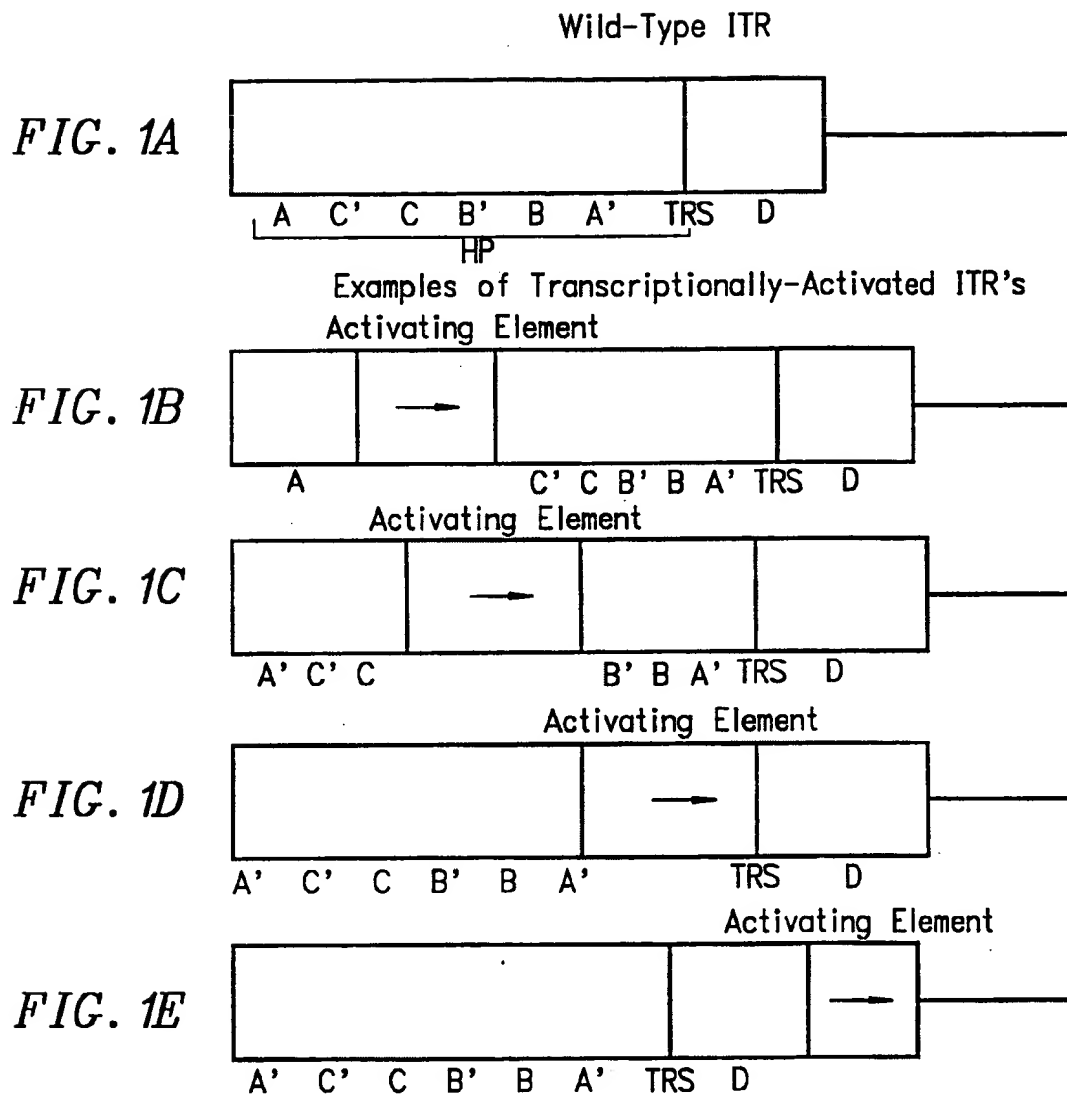 Wild-Type ITR
FIG. 1A
A C' C B' B A' TRS D
HP
Examples of Transcriptionally-Activated ITR's
Activating Element
FIG. 1B
A C' C B' B A' TRS D
Activating Element
FIG. 1C
A' C' C B' B A' TRS D
Activating Element
FIG. 1D
A' C' C B' B A' TRS D
Activating Element
FIG. 1E
A' C' C B' B A' TRS D